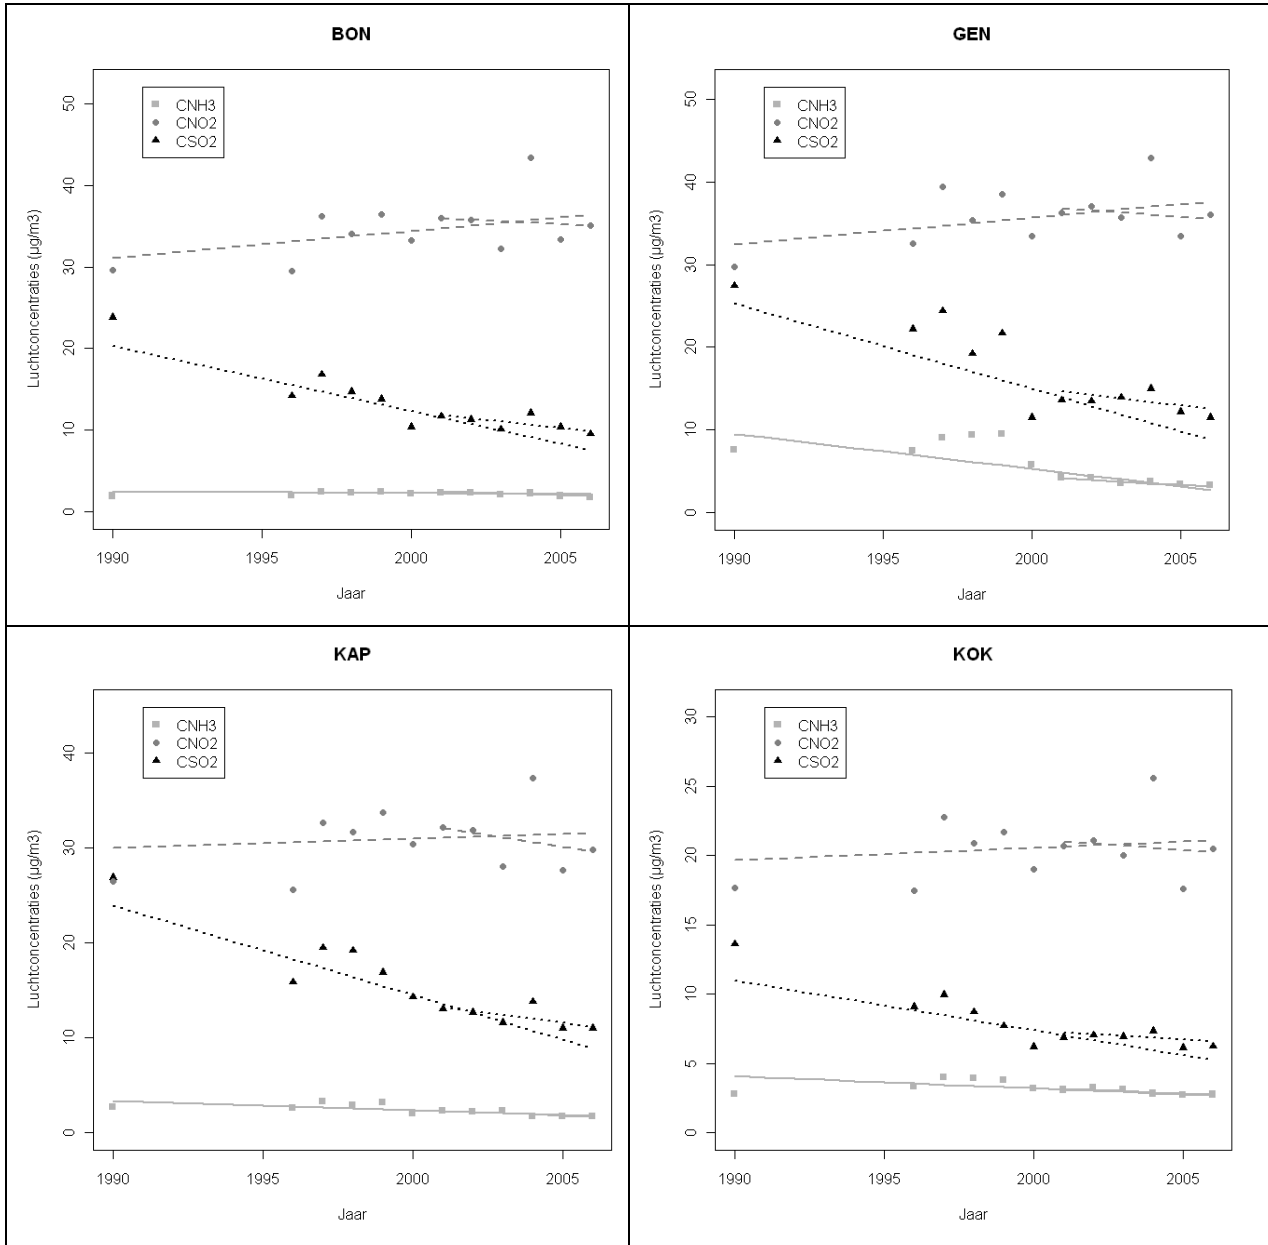 BON
Luchtconcentraties (µg/m3)
50
40
30
20
10
0
CNH3
CNO2
CSO2
1990
1995
2000
2005
Jaar
GEN
Luchtconcentraties (µg/m3)
50
40
30
20
10
0
CNH3
CNO2
CSO2
1990
1995
2000
2005
Jaar
KAP
Luchtconcentraties (µg/m3)
40
30
20
10
0
CNH3
CNO2
CSO2
1990
1995
2000
2005
Jaar
KOK
Luchtconcentraties (µg/m3)
30
25
20
15
10
5
0
CNH3
CNO2
CSO2
1990
1995
2000
2005
Jaar